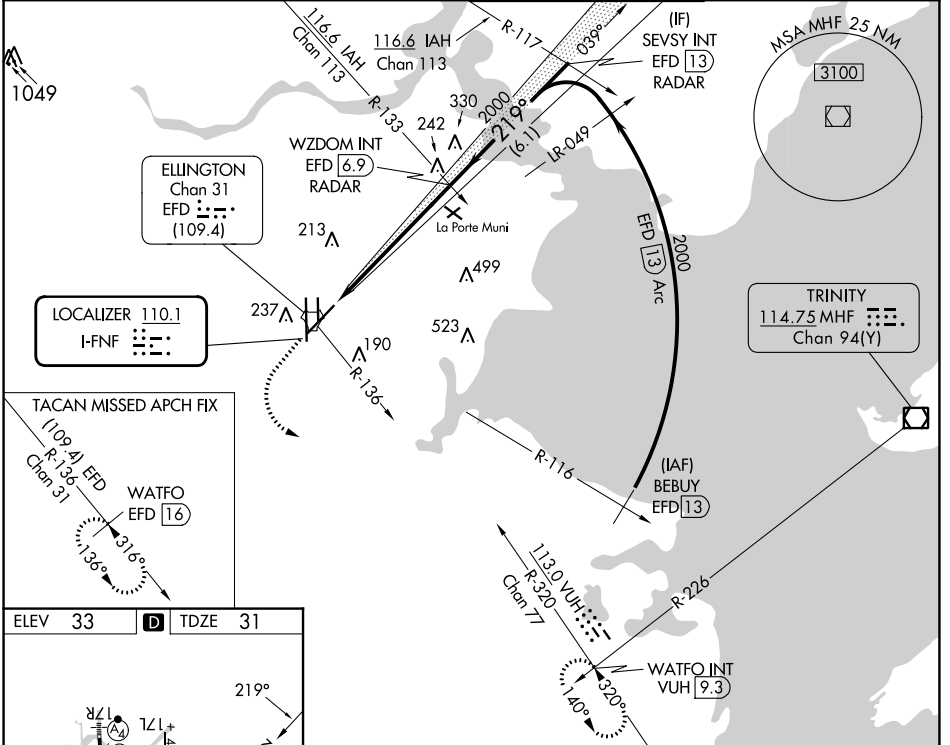 116.6 IAH
Chan 113
R-133
116.6 IAH
Chan 113
R-117
039°
(IF)
SEVSY INT
EFD 13
RADAR
MSA MHF 25 NM
3100
1049
330
242
2000
219°
(6.1)
LR-049
WZDOM INT
EFD 6.9
RADAR
ELLINGTON
Chan 31
EFD
(109.4)
La Porte Muni
213
499
EFD 13 Arc
2000
LOCALIZER 110.1
I-FNF
237
523
190
R-136
TRINITY
114.75 MHF
Chan 94(Y)
TACAN MISSED APCH FIX
(109.4) EFD
R-136
Chan 31
WATFO
EFD 16
316°
136°
R-116
(IAF)
BEBUY
EFD 13
113.0 VUH
R-320
Chan 77
R-226
WATFO INT
VUH 9.3
320°
140°
ELEV 33
D
TDZE 31
219°
17R
A4
17L